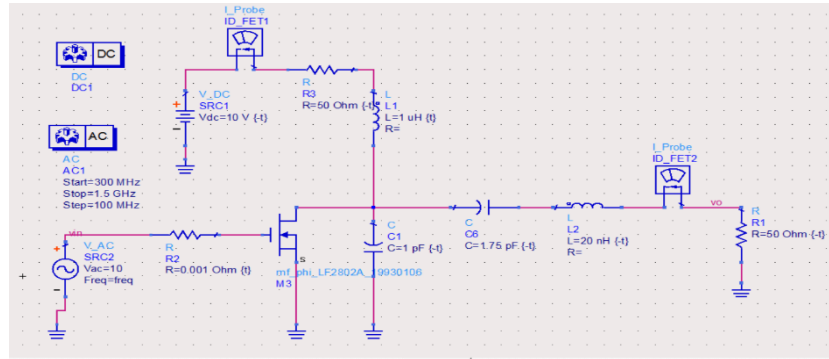 I_Probe
ID_FET1
DC
DC
DC1
V_DC
SRC1
Vdc=10 V {-t}
R
R3
R=50 Ohm {-t}
L
L1
L=1 uH {t}
R=
AC
AC
AC1
Start=300 MHz
Stop=1.5 GHz
Step=100 MHz
I_Probe
ID_FET2
vin
V_AC
SRC2
Vac=10
Freq=freq
R
R2
R=0.001 Ohm {t}
s
mf_phi_LF2802A_19930106
M3
C
C1
C=1 pF {-t}
C
C6
C=1.75 pF {-t}
L
L2
L=20 nH {-t}
R=
vo
R
R1
R=50 Ohm {-t}